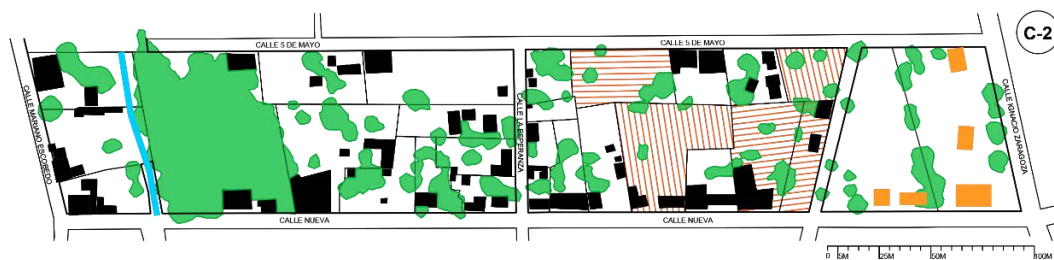 CALLE 5 DE MAYO
CALLE 5 DE MAYO
C-2
CALLE MARIANO ESCOBEDO
CALLE LA ESPERANZA
CALLE IGNACIO ZARAGOZA
CALLE NUEVA
CALLE NUEVA
0 5M 25M 50M 100M